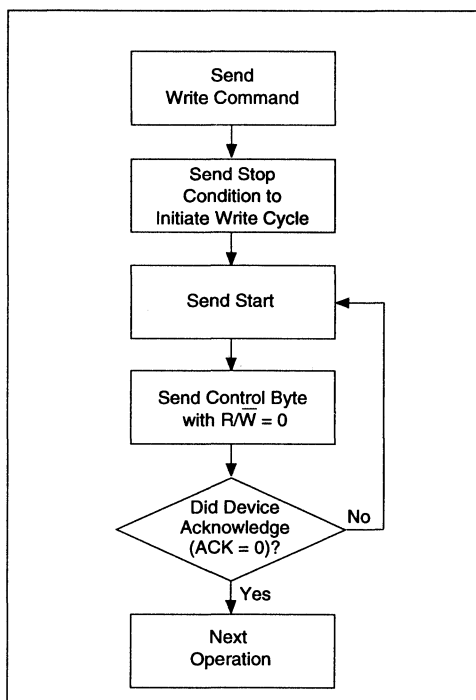 Send
Write Command
Send Stop
Condition to
Initiate Write Cycle
Send Start
Send Control Byte
with R/W̅ = 0
Did Device
Acknowledge
(ACK = 0)?
No
Yes
Next
Operation